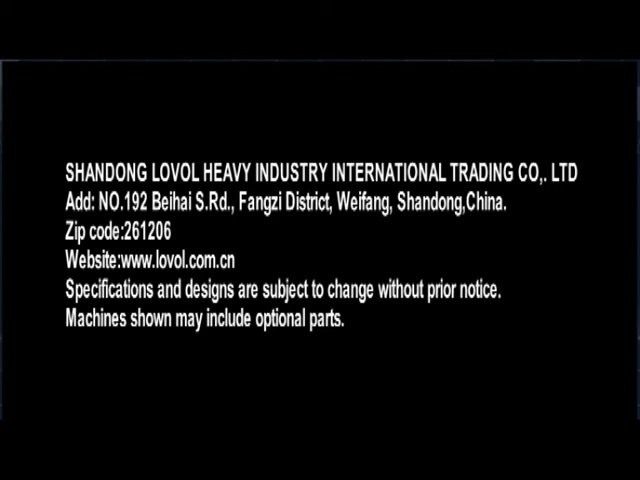 SHANDONG LOVOL HEAVY INDUSTRY INTERNATIONAL TRADING CO,. LTD
Add: NO.192 Beihai S.Rd., Fangzi District, Weifang, Shandong,China.
Zip code:261206
Website:www.lovol.com.cn
Specifications and designs are subject to change without prior notice.
Machines shown may include optional parts.